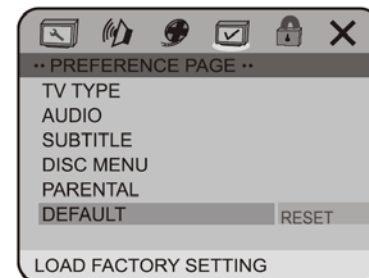 ·· PREFERENCE PAGE ··
TV TYPE
AUDIO
SUBTITLE
DISC MENU
PARENTAL
DEFAULT RESET
LOAD FACTORY SETTING